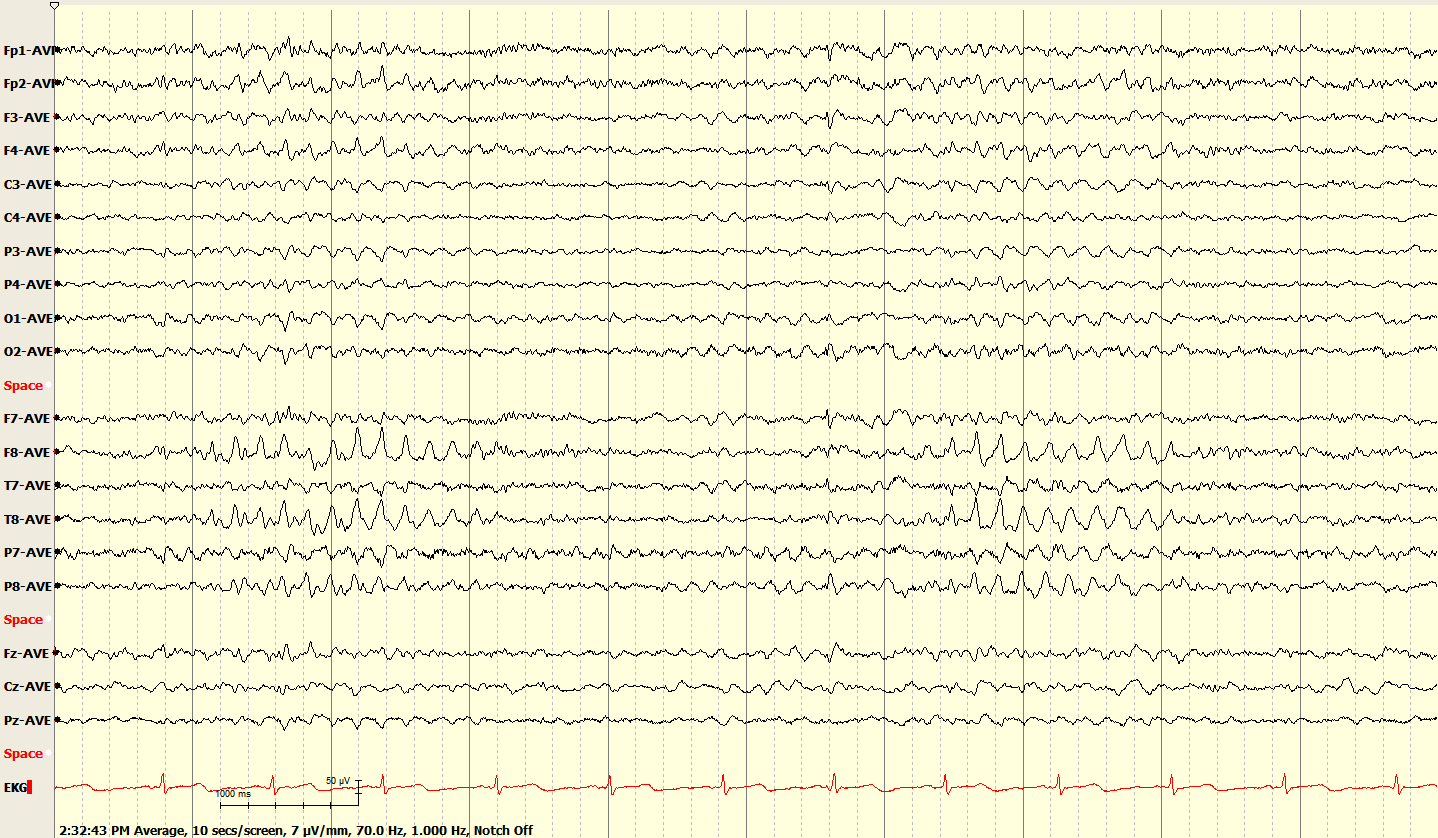 Fp1-AVE
Fp2-AVE
F3-AVE
F4-AVE
C3-AVE
C4-AVE
P3-AVE
P4-AVE
O1-AVE
O2-AVE
Space
F7-AVE
F8-AVE
T7-AVE
T8-AVE
P7-AVE
P8-AVE
Space
Fz-AVE
Cz-AVE
Pz-AVE
Space
EKG
50 µV
1000 ms
2:32:43 PM Average, 10 secs/screen, 7 µV/mm, 70.0 Hz, 1.000 Hz, Notch Off